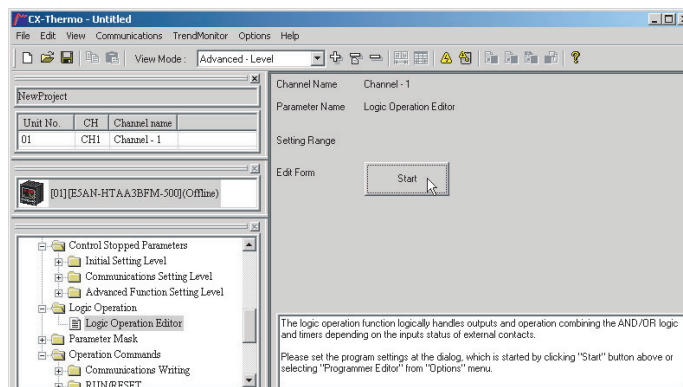 CX-Thermo - Untitled
File Edit View Communications TrendMonitor Options Help
View Mode : Advanced - Level
NewProject
Unit No. CH Channel name
01 CH1 Channel - 1
[01][E5AN-HTAA3BFM-500](Offline)
Control Stopped Parameters
Initial Setting Level
Communications Setting Level
Advanced Function Setting Level
Logic Operation
Logic Operation Editor
Parameter Mask
Operation Commands
Communications Writing
RUN/RESET
Channel Name Channel - 1
Parameter Name Logic Operation Editor
Setting Range
Edit Form Start
The logic operation function logically handles outputs and operation combining the AND/OR logic
and timers depending on the inputs status of external contacts.
Please set the program settings at the dialog, which is started by clicking "Start" button above or
selecting "Programmer Editor" from "Options" menu.